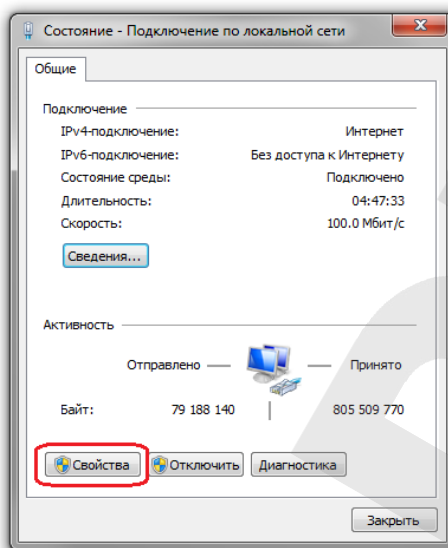 Состояние - Подключение по локальной сети
Общие
Подключение
IPv4-подключение: Интернет
IPv6-подключение: Без доступа к Интернету
Состояние среды: Подключено
Длительность: 04:47:33
Скорость: 100.0 Мбит/с
Сведения...
Активность
Отправлено — — Принято
Байт: 79 188 140 | 805 509 770
Свойства Отключить Диагностика
Закрыть